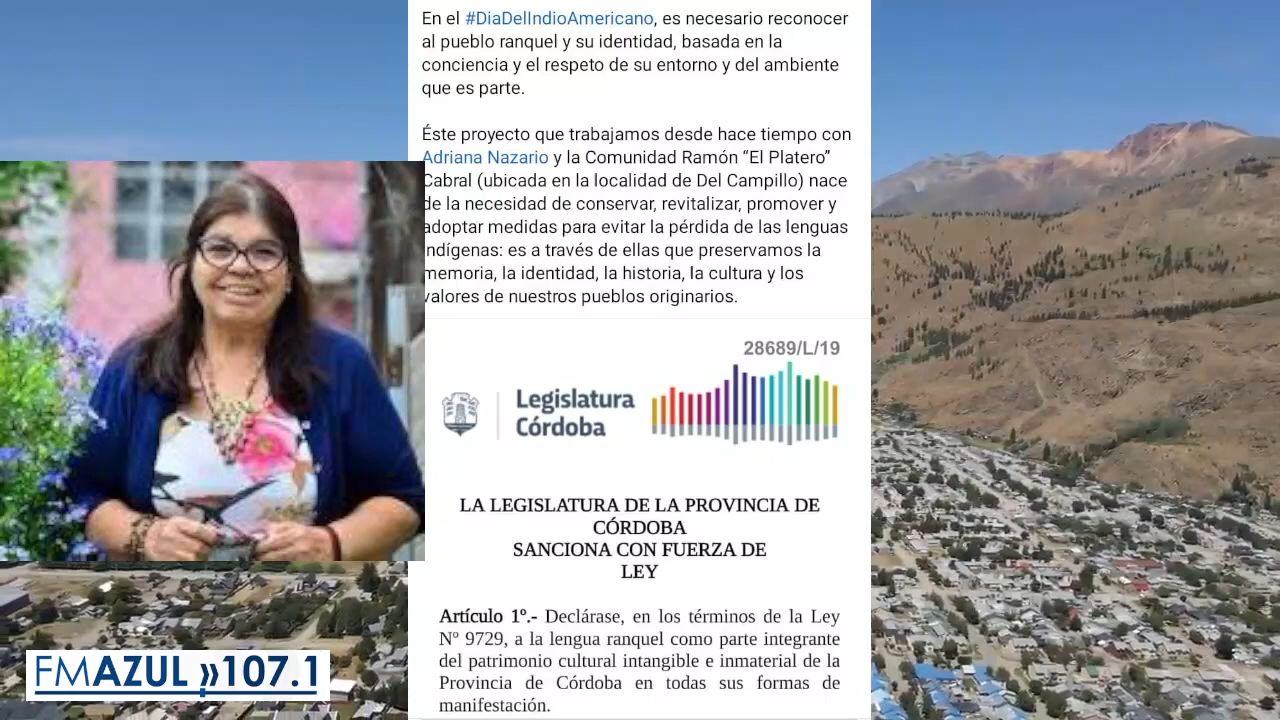 En el #DiaDelIndioAmericano, es necesario reconocer
al pueblo ranquel y su identidad, basada en la
conciencia y el respeto de su entorno y del ambiente
que es parte.
Éste proyecto que trabajamos desde hace tiempo con
Adriana Nazario y la Comunidad Ramón “El Platero”
Cabral (ubicada en la localidad de Del Campillo) nace
de la necesidad de conservar, revitalizar, promover y
adoptar medidas para evitar la pérdida de las lenguas
indígenas: es a través de ellas que preservamos la
memoria, la identidad, la historia, la cultura y los
valores de nuestros pueblos originarios.
28689/L/19
Legislatura
Córdoba
LA LEGISLATURA DE LA PROVINCIA DE
CÓRDOBA
SANCIONA CON FUERZA DE
LEY
Artículo 1º.- Declárase, en los términos de la Ley
Nº 9729, a la lengua ranquel como parte integrante
del patrimonio cultural intangible e inmaterial de la
Provincia de Córdoba en todas sus formas de
manifestación.
FMAZUL »107.1